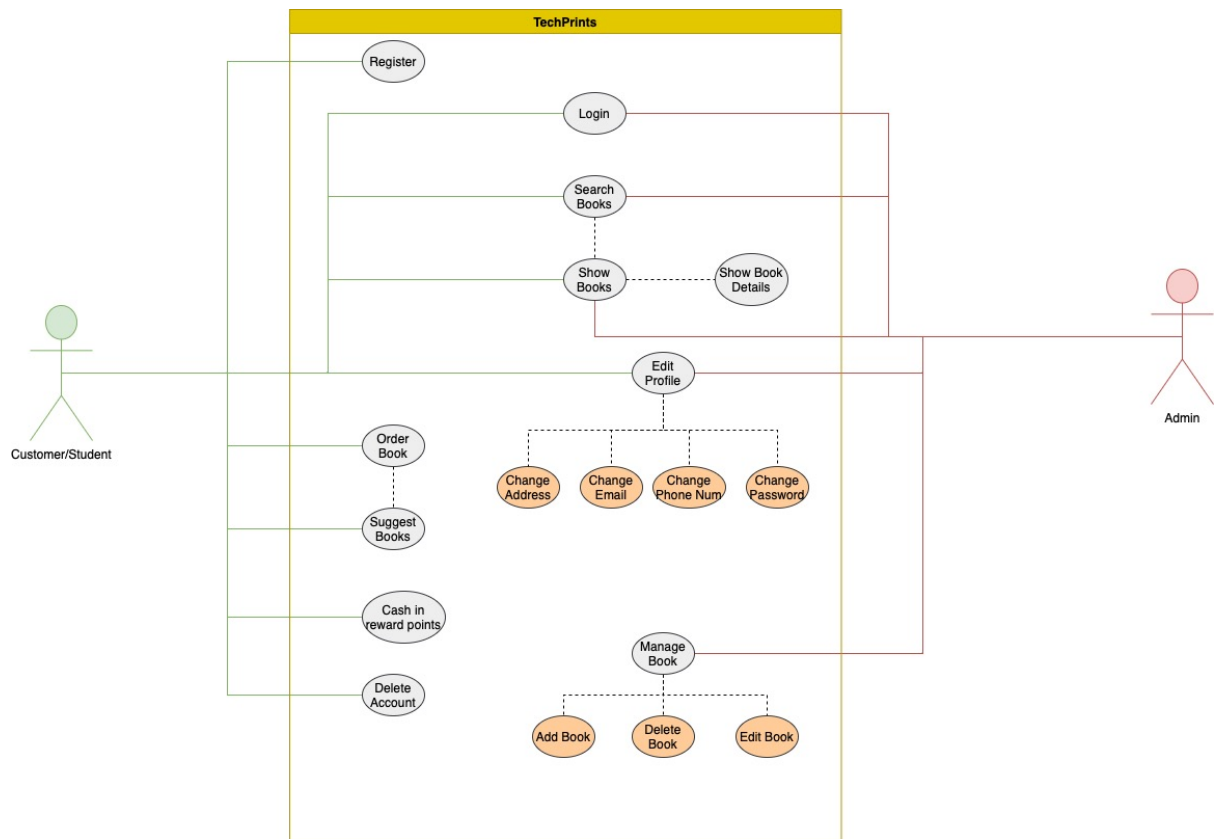 TechPrints
Register
Login
Search
Books
Show
Books
Show Book
Details
Edit
Profile
Customer/Student
Admin
Order
Book
Change
Address
Change
Email
Change
Phone Num
Change
Password
Suggest
Books
Cash in
reward points
Manage
Book
Delete
Account
Add Book
Delete
Book
Edit Book